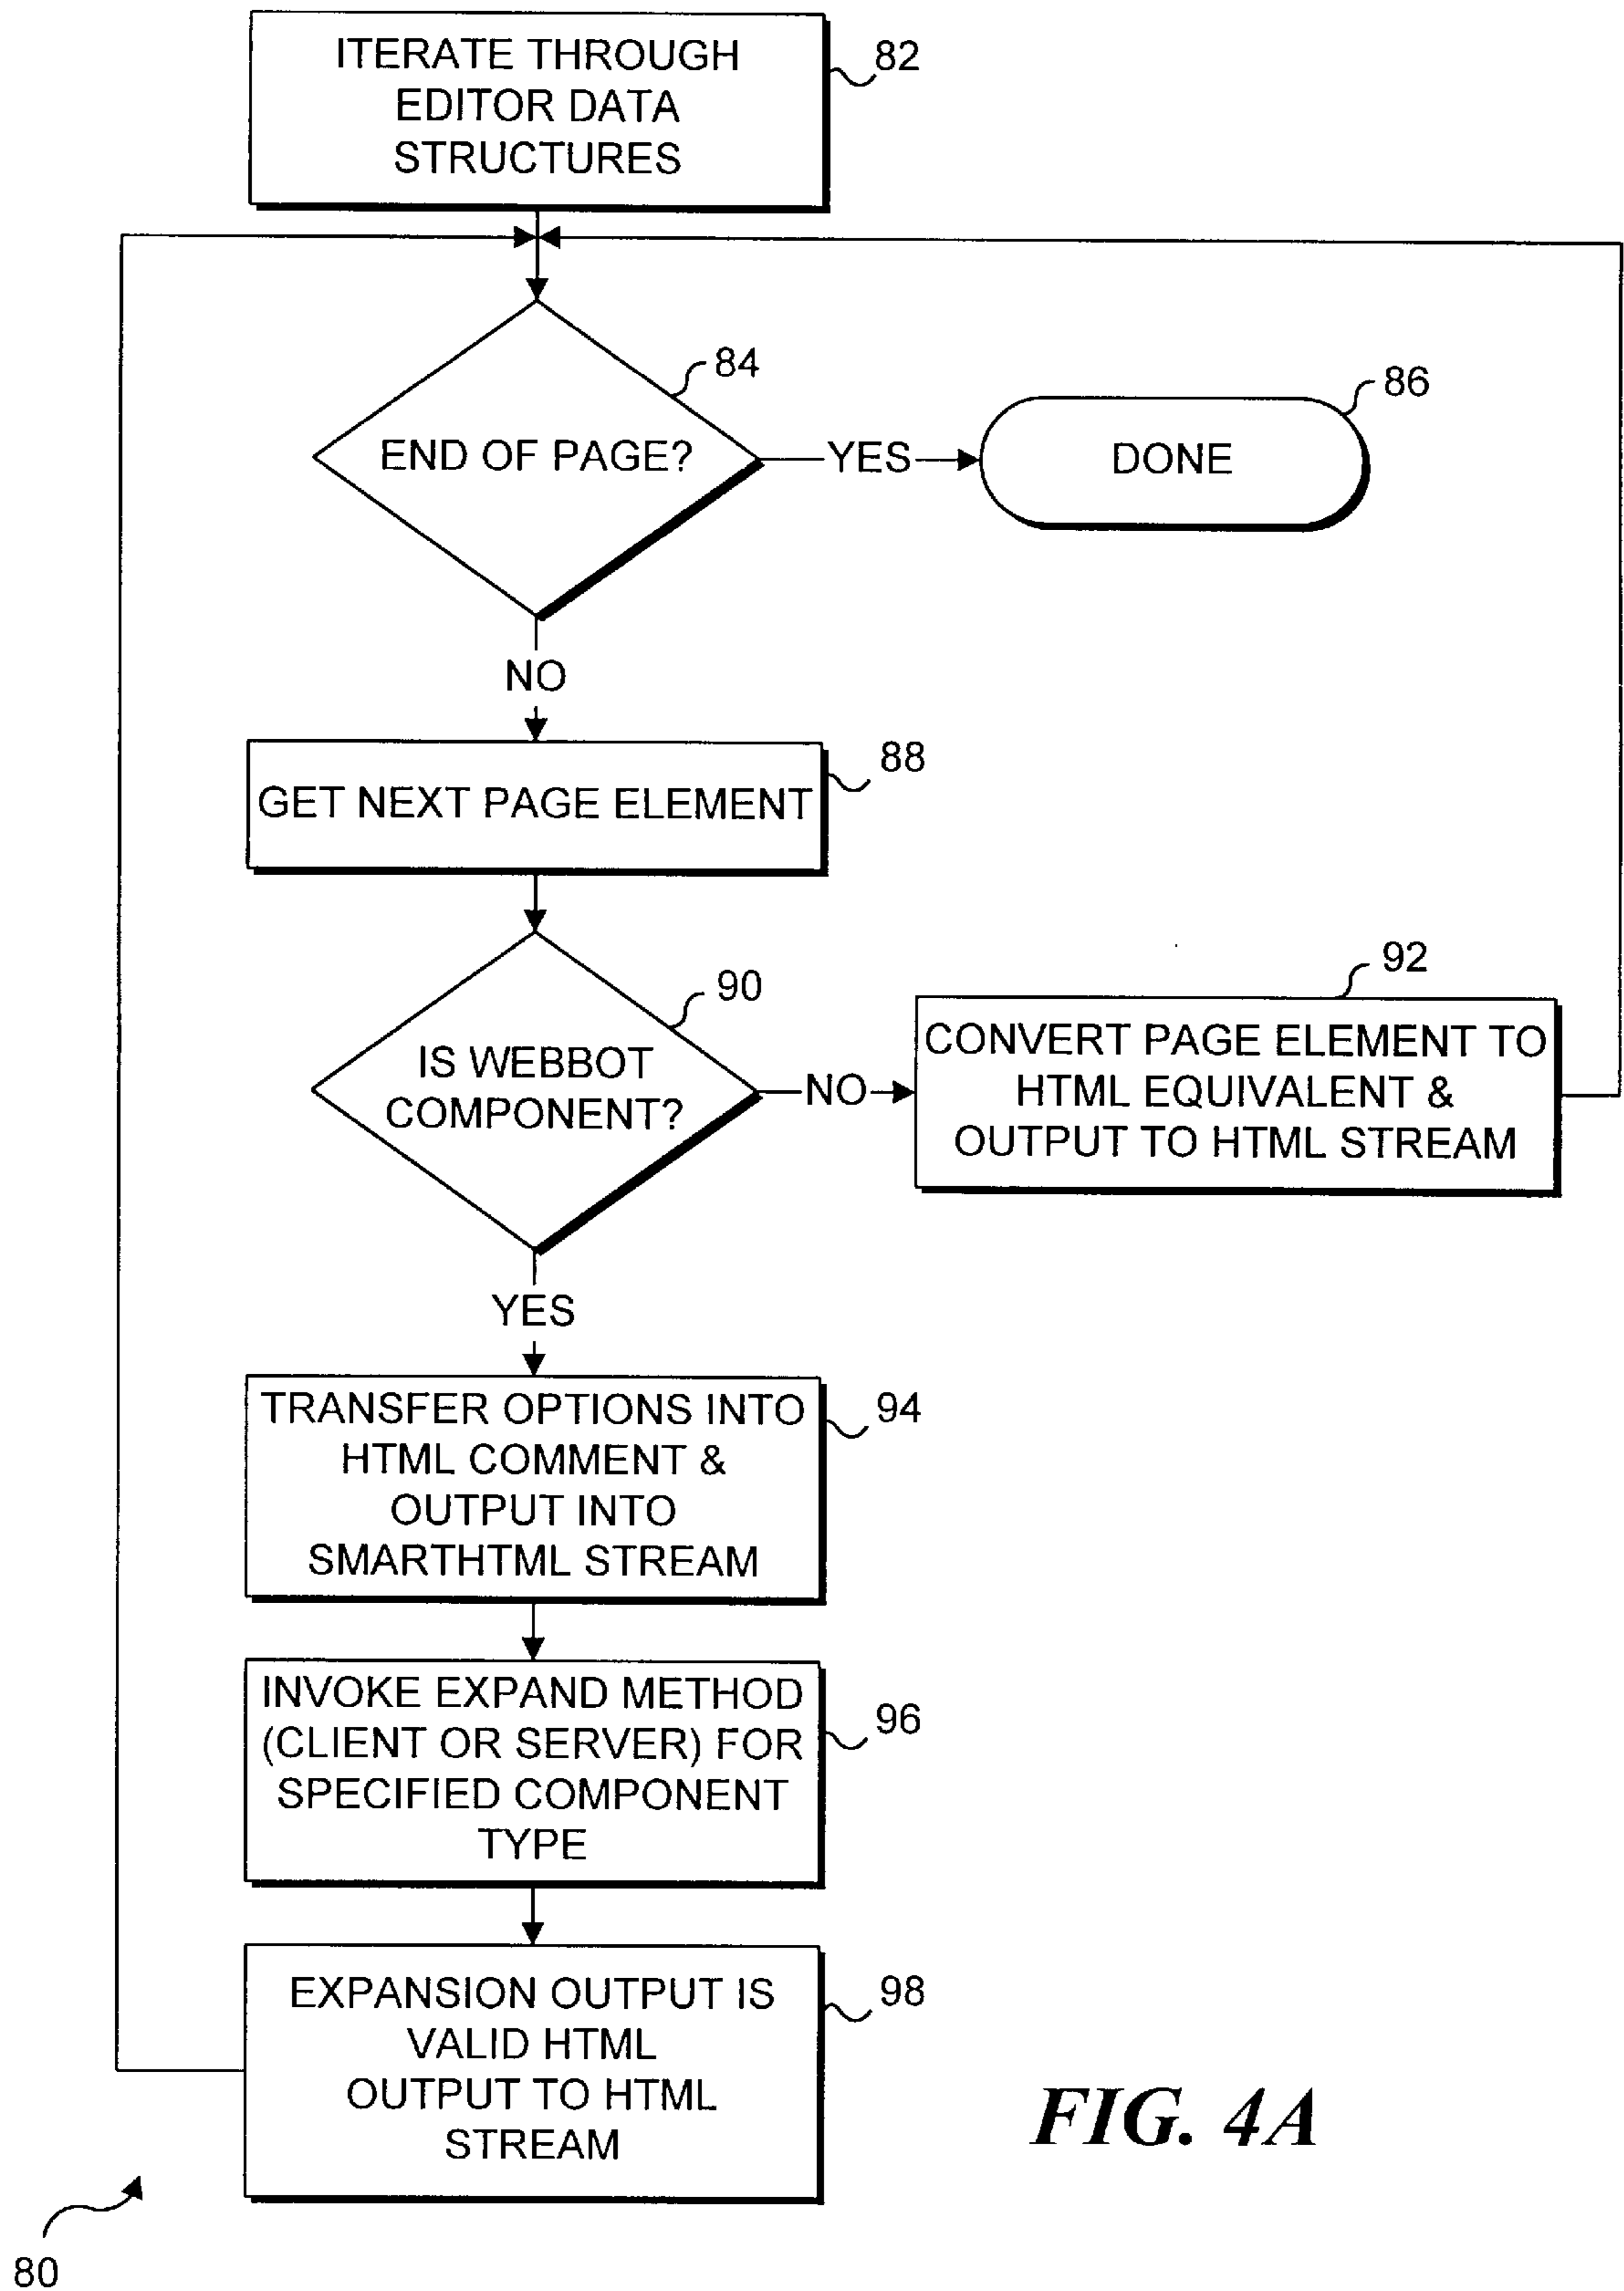 ITERATE THROUGH
EDITOR DATA
STRUCTURES
82
84
END OF PAGE?
YES
86
DONE
NO
88
GET NEXT PAGE ELEMENT
90
IS WEBBOT
COMPONENT?
NO
92
CONVERT PAGE ELEMENT TO
HTML EQUIVALENT &
OUTPUT TO HTML STREAM
YES
TRANSFER OPTIONS INTO
HTML COMMENT &
OUTPUT INTO
SMARTHTML STREAM
94
INVOKE EXPAND METHOD
(CLIENT OR SERVER) FOR
SPECIFIED COMPONENT
TYPE
96
EXPANSION OUTPUT IS
VALID HTML
OUTPUT TO HTML
STREAM
98
FIG. 4A
80